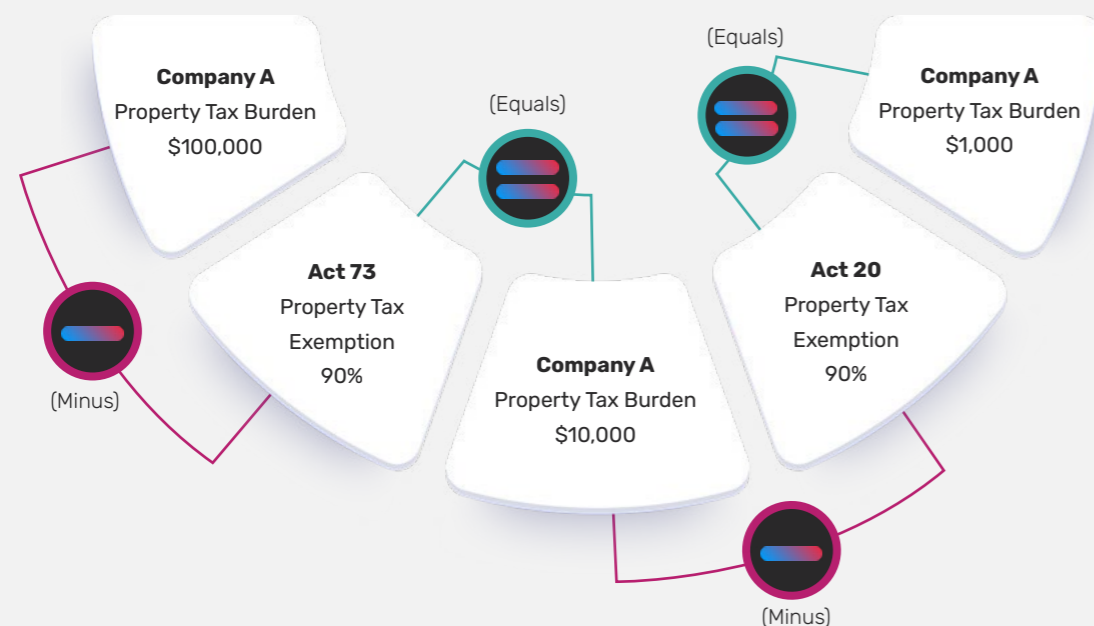 Company A
Property Tax Burden
$100,000
(Minus)
Act 73
Property Tax
Exemption
90%
(Equals)
Company A
Property Tax Burden
$10,000
(Minus)
Act 20
Property Tax
Exemption
90%
(Equals)
Company A
Property Tax Burden
$1,000